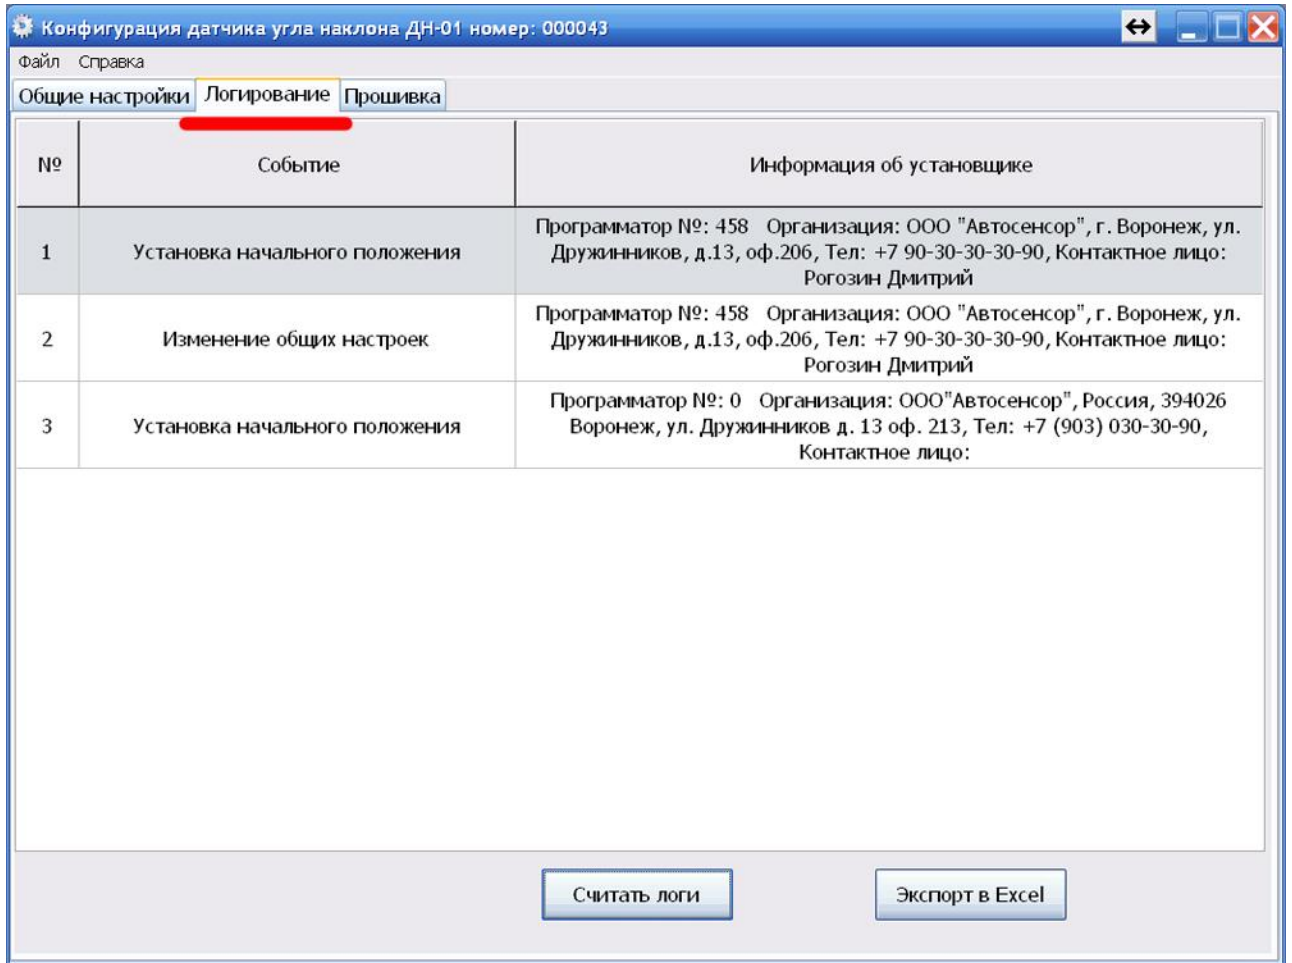 Конфигурация датчика угла наклона ДН-01 номер: 000043
Файл Справка
Общие настройки Логирование Прошивка
№ Событие Информация об установщике
1 Установка начального положения
Программатор №: 458 Организация: ООО "Автосенсор", г. Воронеж, ул.
Дружинников, д.13, оф.206, Тел: +7 90-30-30-30-90, Контактное лицо:
Рогозин Дмитрий
2 Изменение общих настроек
Программатор №: 458 Организация: ООО "Автосенсор", г. Воронеж, ул.
Дружинников, д.13, оф.206, Тел: +7 90-30-30-30-90, Контактное лицо:
Рогозин Дмитрий
3 Установка начального положения
Программатор №: 0 Организация: ООО"Автосенсор", Россия, 394026
Воронеж, ул. Дружинников д. 13 оф. 213, Тел: +7 (903) 030-30-90,
Контактное лицо:
Считать логи Экспорт в Excel